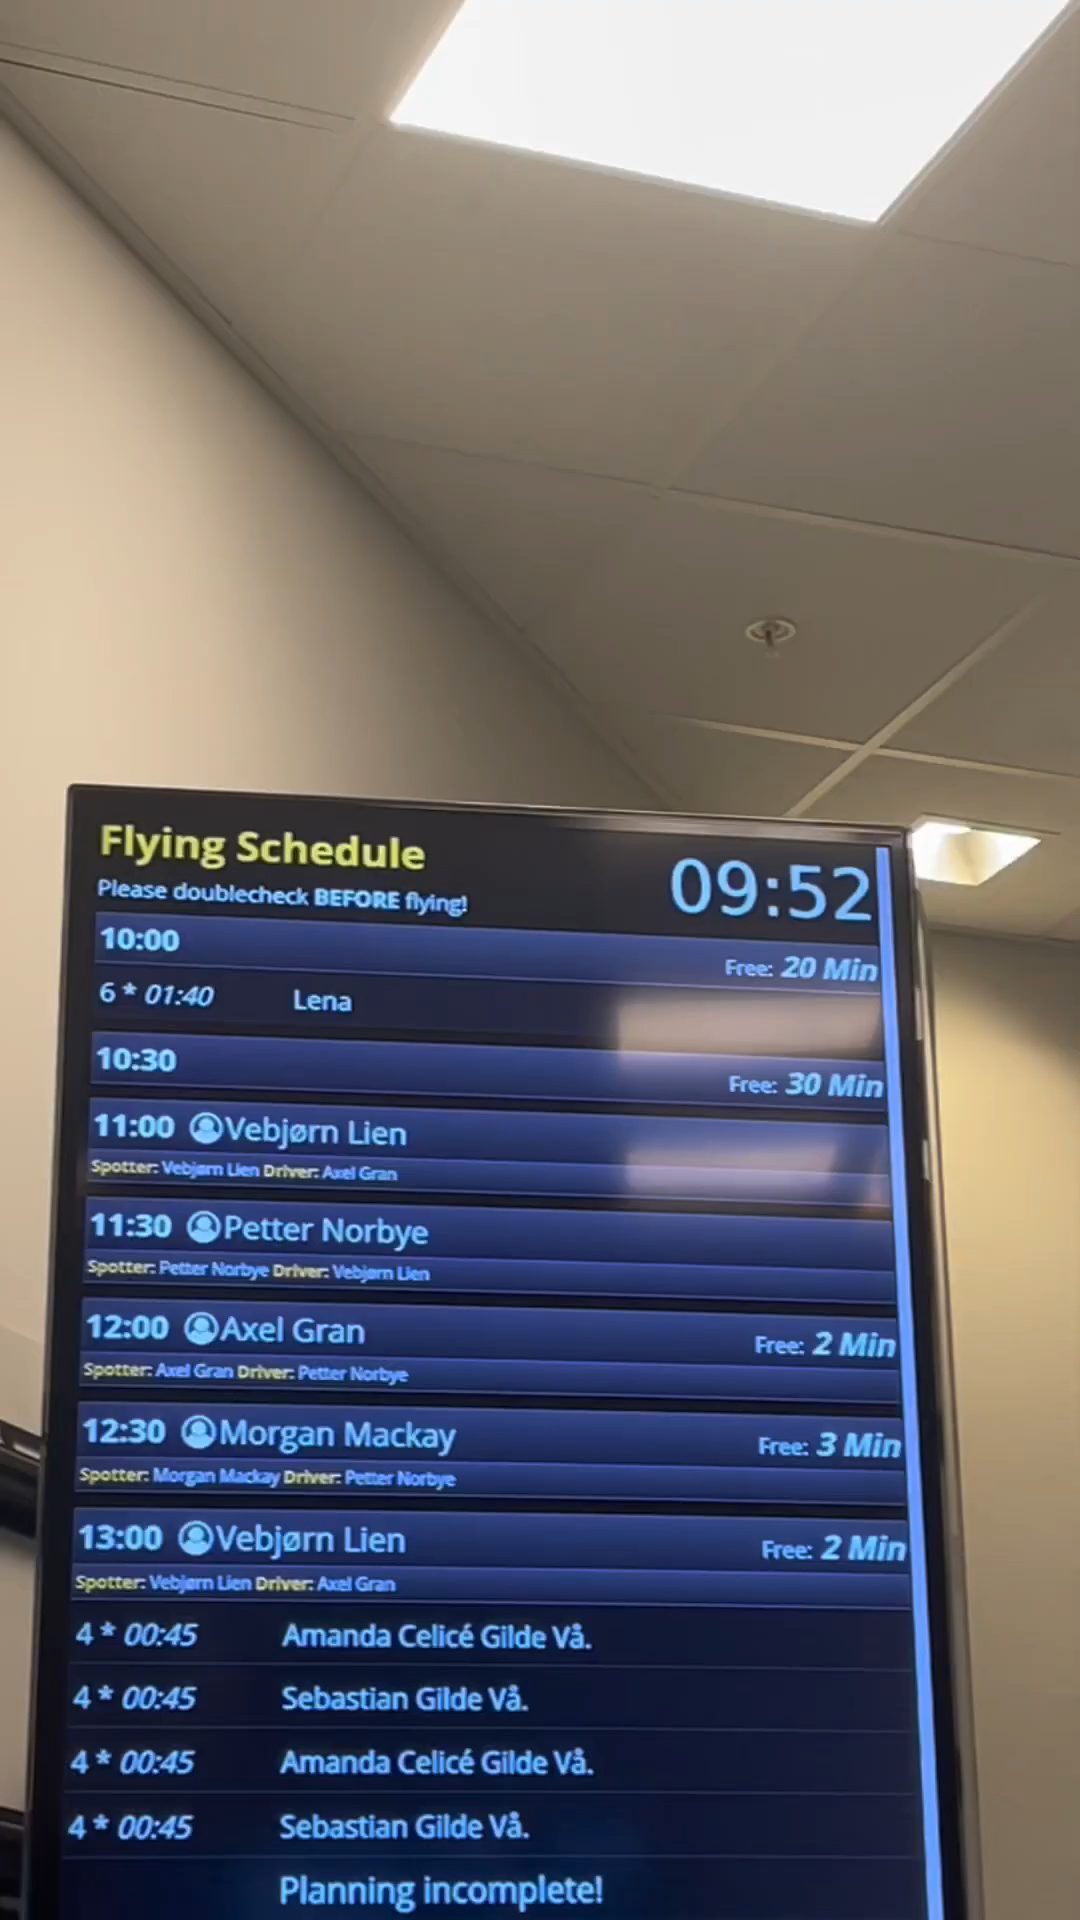 Flying Schedule
09:52
Please doublecheck BEFORE flying!
10:00 Free: 20 Min
6 * 01:40 Lena
10:30 Free: 30 Min
11:00 Vebjørn Lien
Spotter: Vebjørn Lien Driver: Axel Gran
11:30 Petter Norbye
Spotter: Petter Norbye Driver: Vebjørn Lien
12:00 Axel Gran Free: 2 Min
Spotter: Axel Gran Driver: Petter Norbye
12:30 Morgan Mackay Free: 3 Min
Spotter: Morgan Mackay Driver: Petter Norbye
13:00 Vebjørn Lien Free: 2 Min
Spotter: Vebjørn Lien Driver: Axel Gran
4 * 00:45 Amanda Celicé Gilde Vå.
4 * 00:45 Sebastian Gilde Vå.
4 * 00:45 Amanda Celicé Gilde Vå.
4 * 00:45 Sebastian Gilde Vå.
Planning incomplete!